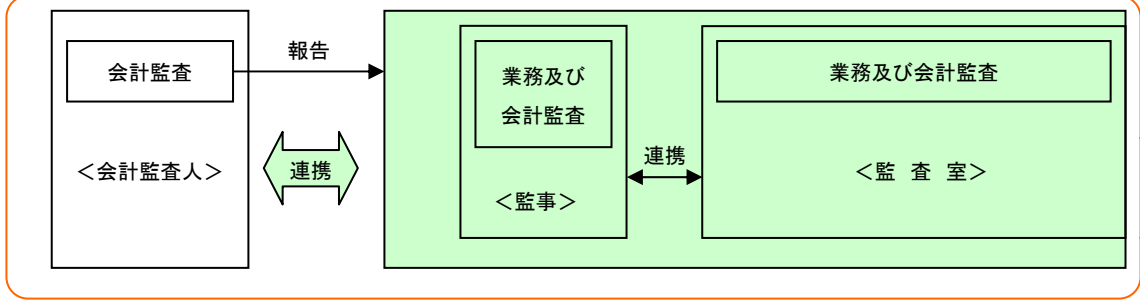 会計監査
報告
連携
＜会計監査人＞
業務及び
会計監査
＜監事＞
連携
業務及び会計監査
＜監　査　室＞